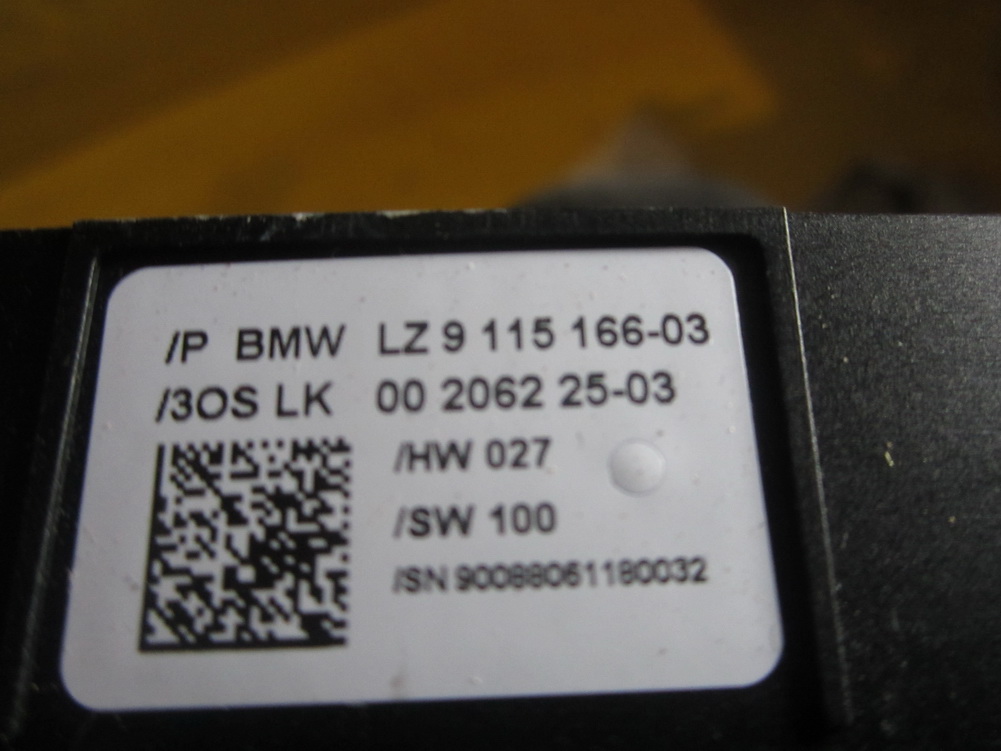 /P BMW LZ 9 115 166-03
/3OS LK 00 2062 25-03
/HW 027
/SW 100
/SN 90088061180032